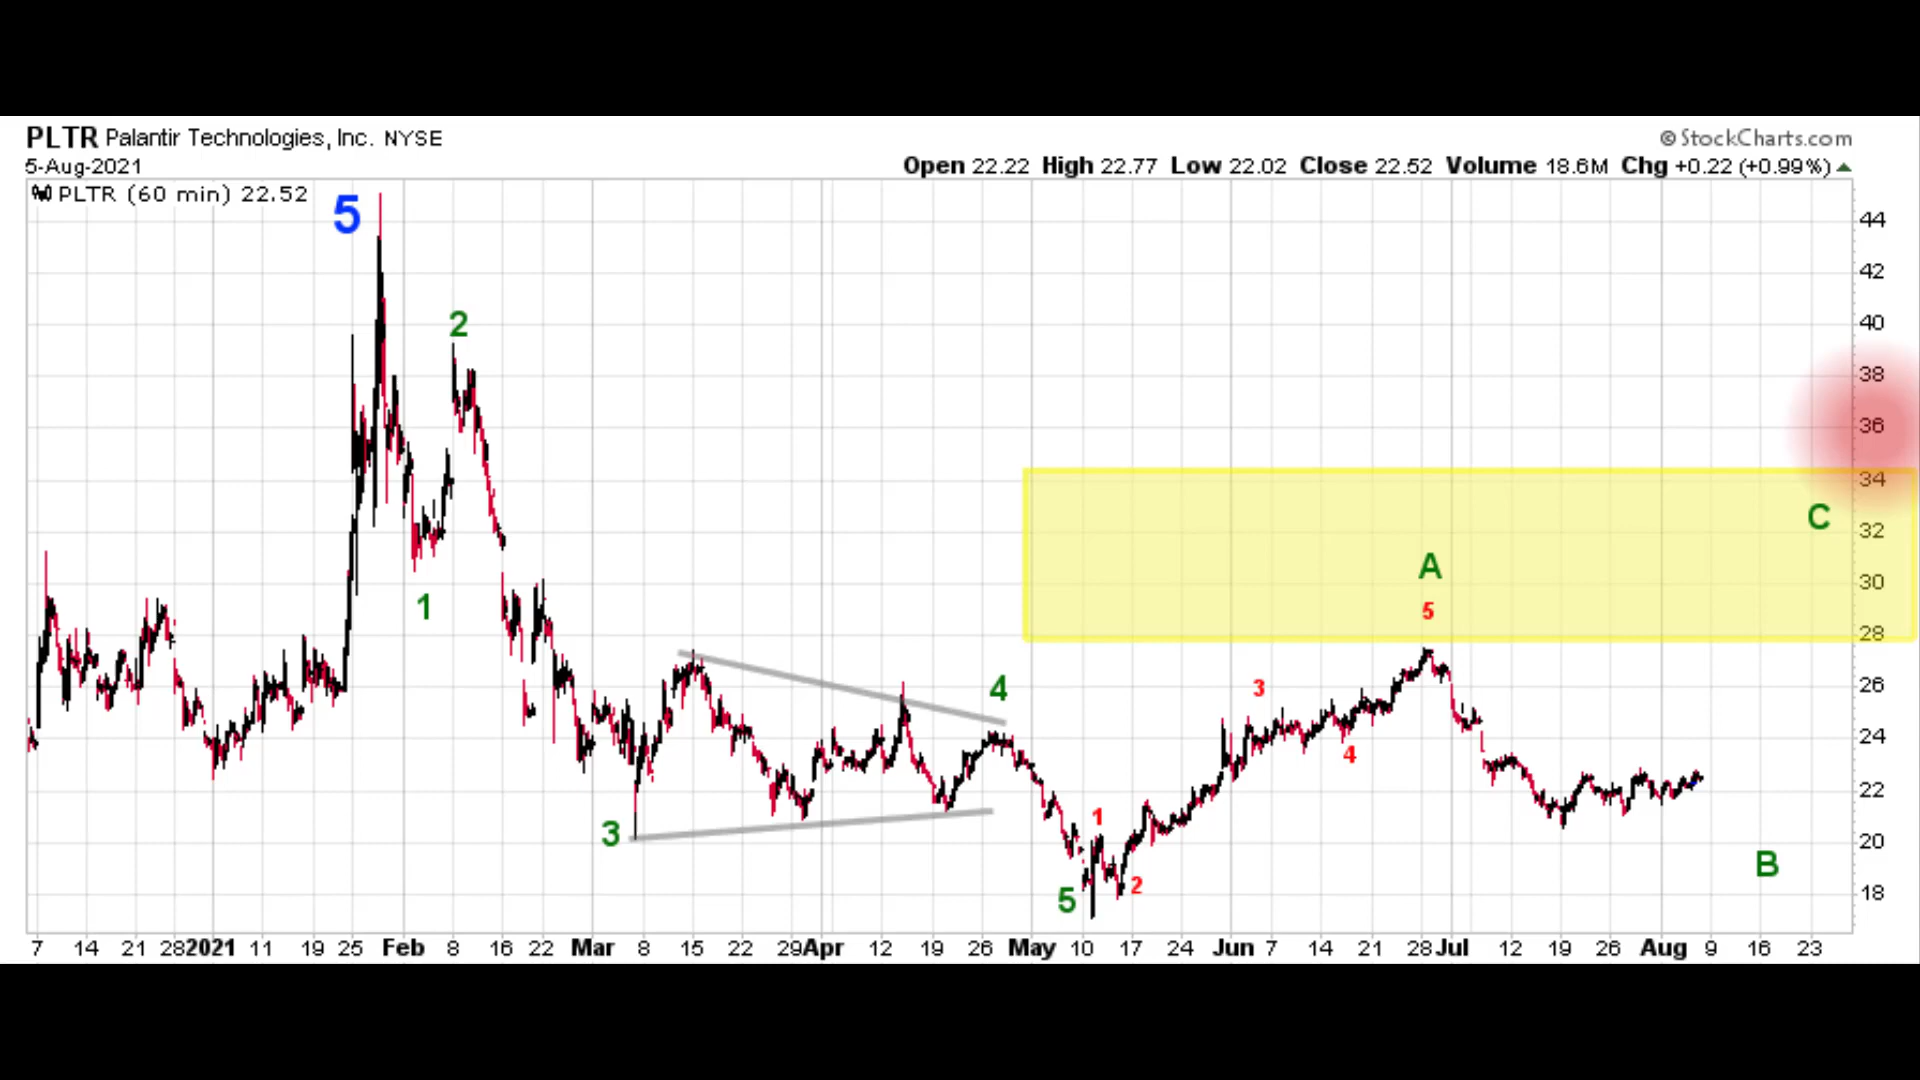 PLTR Palantir Technologies, Inc. NYSE
© StockCharts.com
5-Aug-2021
Open 22.22 High 22.77 Low 22.02 Close 22.52 Volume 18.6M Chg +0.22 (+0.99%)
PLTR (60 min) 22.52
5
44
42
2
40
38
36
34
C
32
A
30
1
5
28
4
3
26
4
24
22
1
3
20
B
2
5
18
7 14 21 28 2021 11 19 25 Feb 8 16 22 Mar 8 15 22 29 Apr 12 19 26 May 10 17 24 Jun 7 14 21 28 Jul 12 19 26 Aug 9 16 23